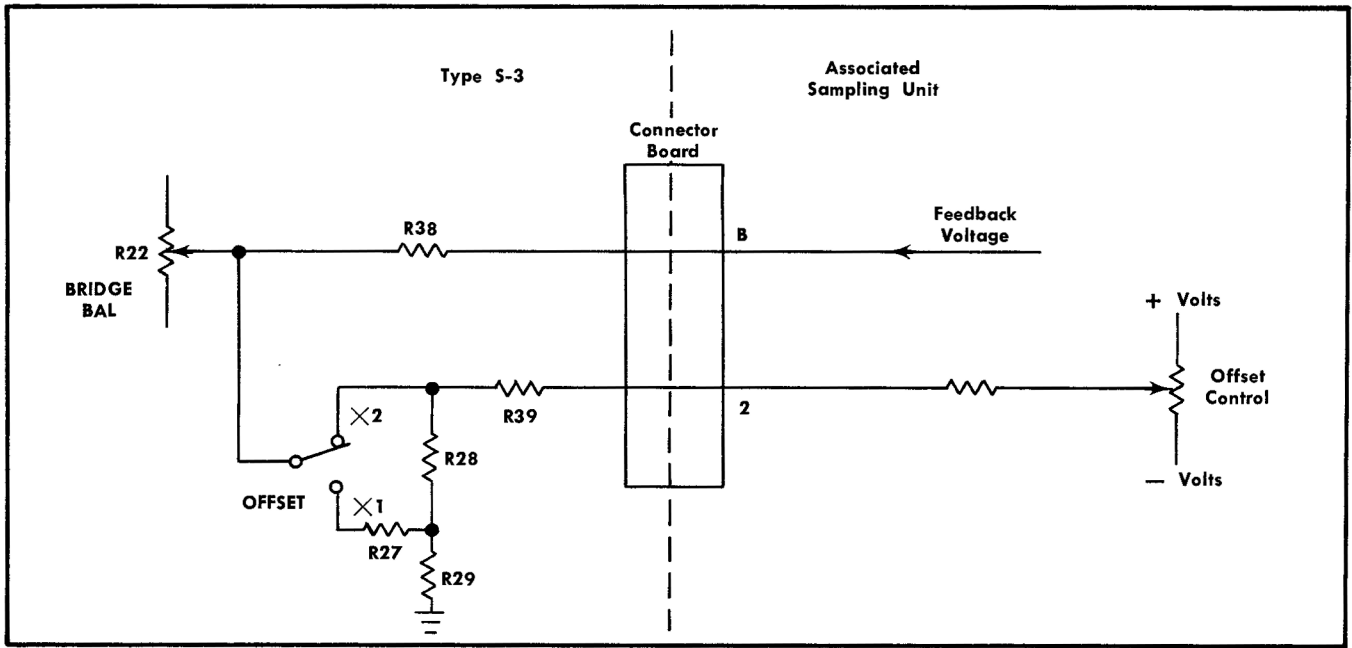 Type S-3
Associated
Sampling Unit
Connector
Board
R38
B
Feedback
Voltage
R22
BRIDGE
BAL
+ Volts
R39
2
Offset
Control
×2
R28
OFFSET
×1
R27
R29
− Volts